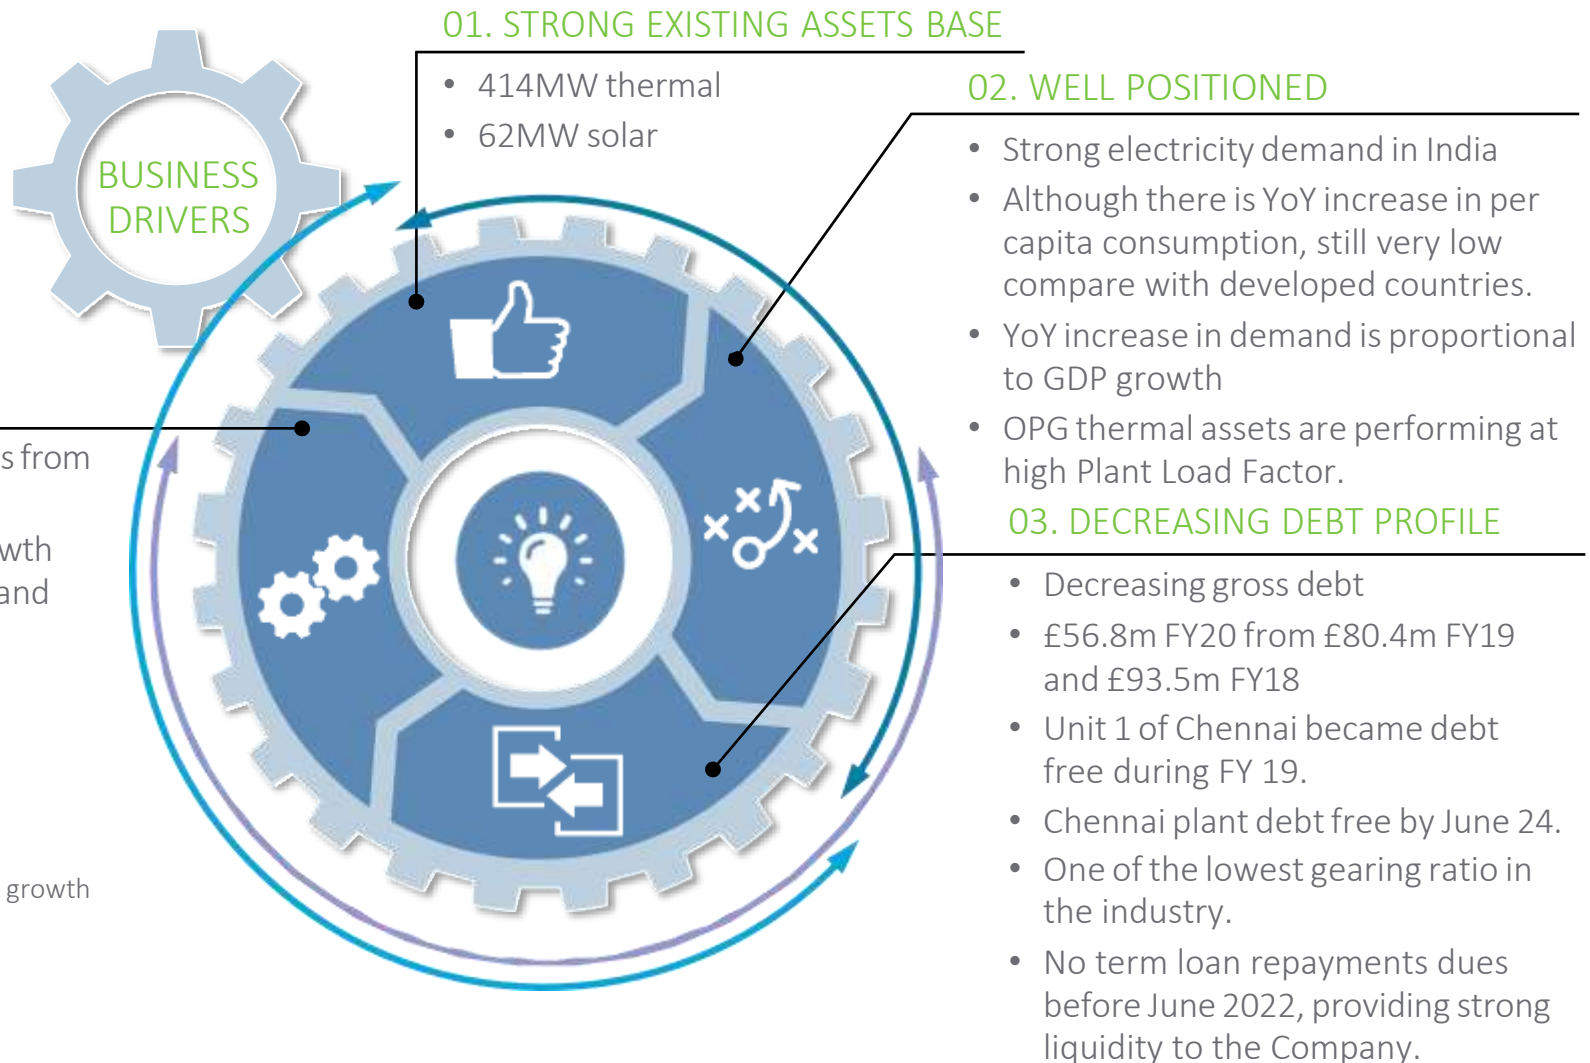 01. STRONG EXISTING ASSETS BASE
• 414MW thermal
• 62MW solar
BUSINESS
DRIVERS
02. WELL POSITIONED
• Strong electricity demand in India
• Although there is YoY increase in per
capita consumption, still very low
compare with developed countries.
• YoY increase in demand is proportional
to GDP growth
• OPG thermal assets are performing at
high Plant Load Factor.
03. DECREASING DEBT PROFILE
• Decreasing gross debt
• £56.8m FY20 from £80.4m FY19
and £93.5m FY18
• Unit 1 of Chennai became debt
free during FY 19.
• Chennai plant debt free by June 24.
• One of the lowest gearing ratio in
the industry.
• No term loan repayments dues
before June 2022, providing strong
liquidity to the Company.
s from
wth
and
growth